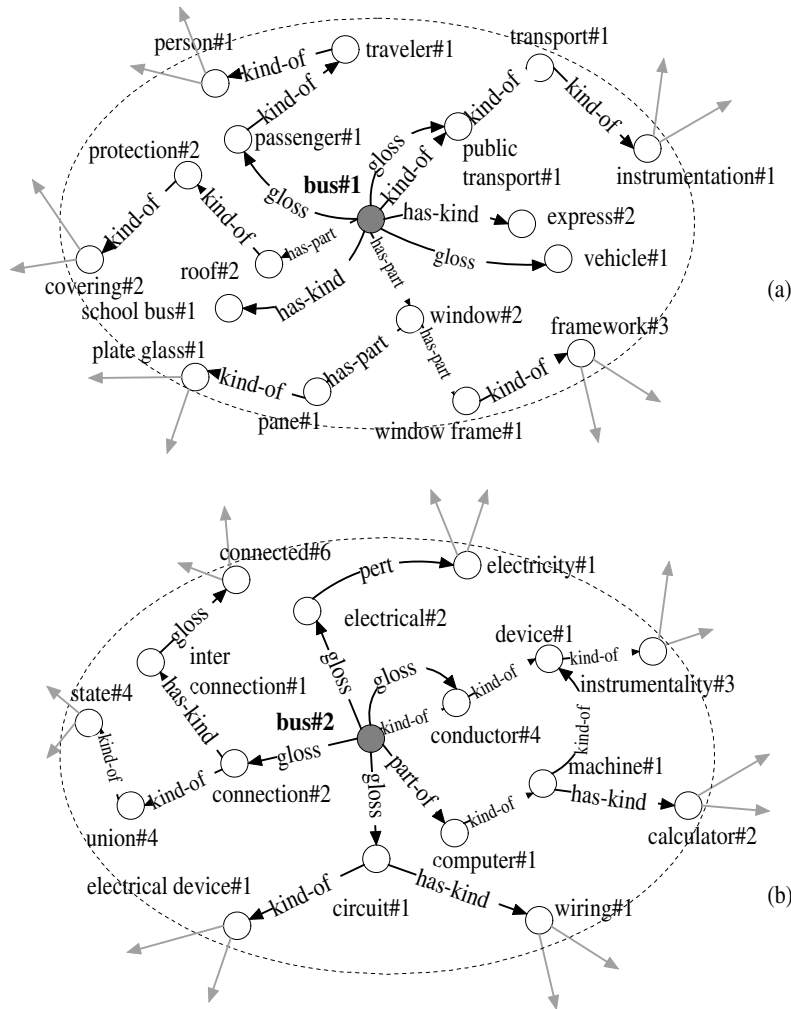 person#1
kind-of
traveler#1
transport#1
kind-of
kind-of
kind-of
passenger#1
protection#2
gloss
public
transport#1
instrumentation#1
bus#1
kind-of
gloss
kind-of
kind-of
has-kind
express#2
has-part
has-part
gloss
vehicle#1
roof#2
covering#2
has-kind
school bus#1
(a)
window#2
framework#3
plate glass#1
has-part
has-part
kind-of
kind-of
pane#1
window frame#1
connected#6
pert
electricity#1
gloss
electrical#2
inter
connection#1
gloss
gloss
device#1
kind-of
kind-of
instrumentality#3
state#4
has-kind
bus#2
kind-of
conductor#4
kind-of
kind-of
gloss
part-of
machine#1
kind-of
connection#2
gloss
kind-of
has-kind
union#4
computer#1
calculator#2
electrical device#1
kind-of
has-kind
circuit#1
wiring#1
(b)